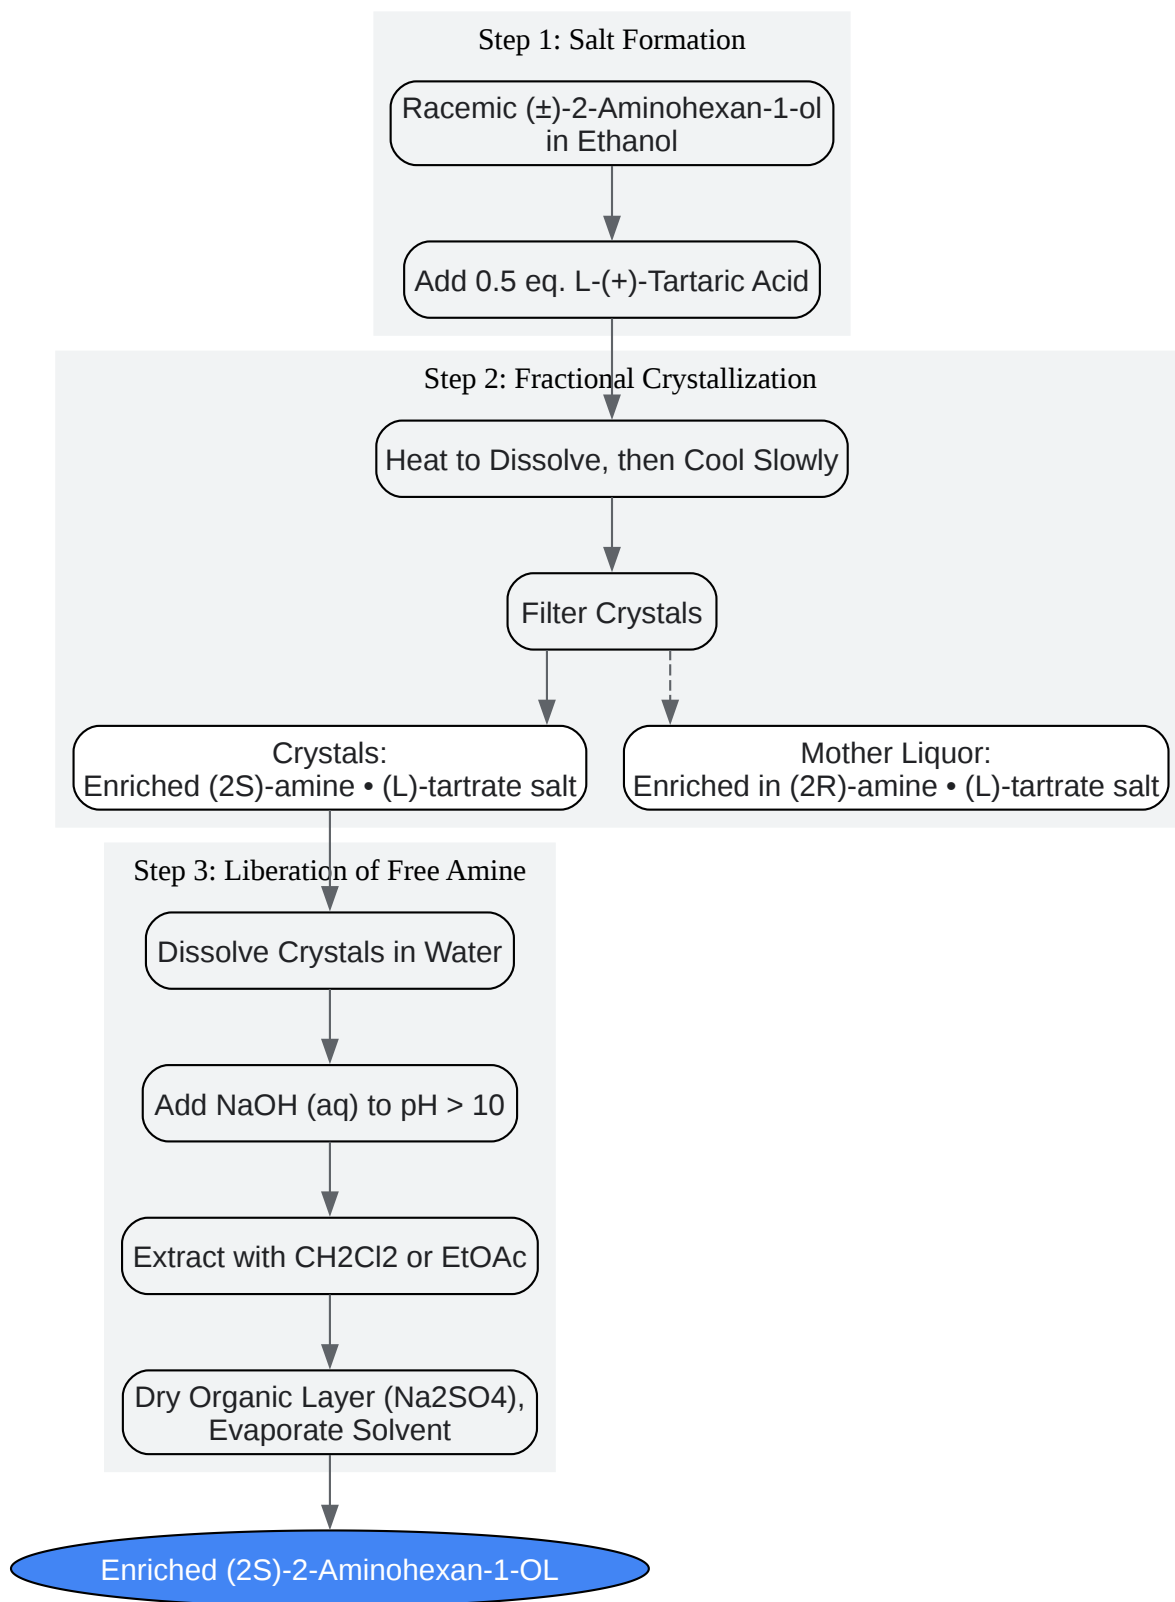 Step 1: Salt Formation
Racemic (±)-2-Aminohexan-1-ol
in Ethanol
Add 0.5 eq. L-(+)-Tartaric Acid
Step 2: Fractional Crystallization
Heat to Dissolve, then Cool Slowly
Filter Crystals
Crystals:
Enriched (2S)-amine • (L)-tartrate salt
Mother Liquor:
Enriched in (2R)-amine • (L)-tartrate salt
Step 3: Liberation of Free Amine
Dissolve Crystals in Water
Add NaOH (aq) to pH > 10
Extract with CH2Cl2 or EtOAc
Dry Organic Layer (Na2SO4),
Evaporate Solvent
Enriched (2S)-2-Aminohexan-1-OL